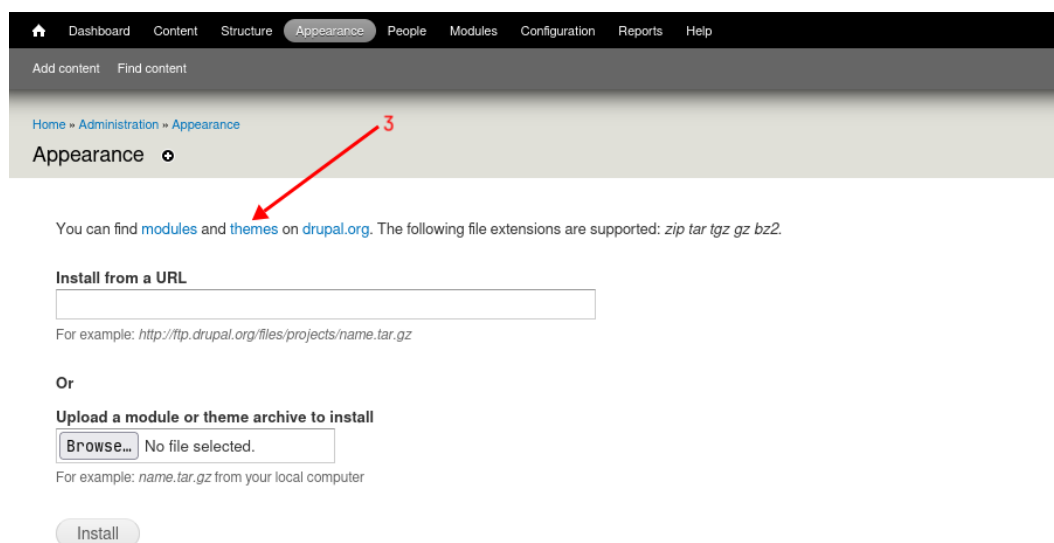 Dashboard Content Structure Appearance People Modules Configuration Reports Help
Add content Find content
Home » Administration » Appearance
3
Appearance
You can find modules and themes on drupal.org. The following file extensions are supported: zip tar tgz gz bz2.
Install from a URL
For example: http://ftp.drupal.org/files/projects/name.tar.gz
Or
Upload a module or theme archive to install
Browse… No file selected.
For example: name.tar.gz from your local computer
Install